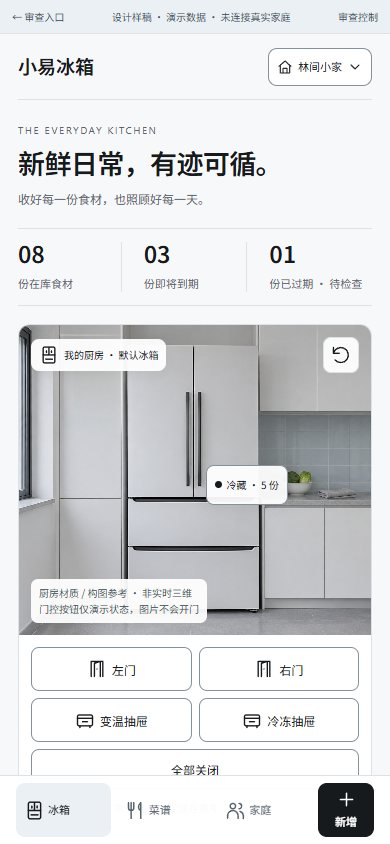 ← 审查入口
设计样稿 • 演示数据 • 未连接真实家庭
审查控制
小易冰箱
林间小家
THE EVERYDAY KITCHEN
新鲜日常，有迹可循。
收好每一份食材，也照顾好每一天。
08
份在库食材
03
份即将到期
01
份已过期 • 待检查
我的厨房 • 默认冰箱
冷藏 • 5 份
厨房材质 / 构图参考 • 非实时三维
门控按钮仅演示状态，图片不会开门
左门
右门
变温抽屉
冷冻抽屉
全部关闭
冰箱
菜谱
家庭
新增